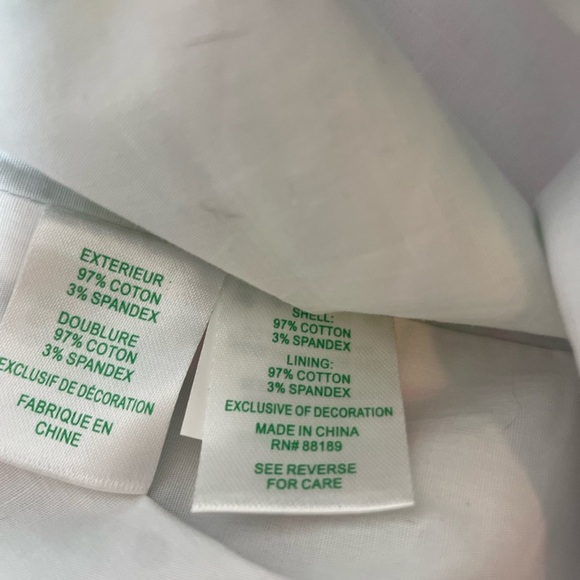 EXTERIEUR :
97% COTON
3% SPANDEX
DOUBLURE
97% COTON
3% SPANDEX
EXCLUSIF DE DÉCORATION
FABRIQUE EN
CHINE
SHELL:
97% COTTON
3% SPANDEX
LINING:
97% COTTON
3% SPANDEX
EXCLUSIVE OF DECORATION
MADE IN CHINA
RN# 88189
SEE REVERSE
FOR CARE